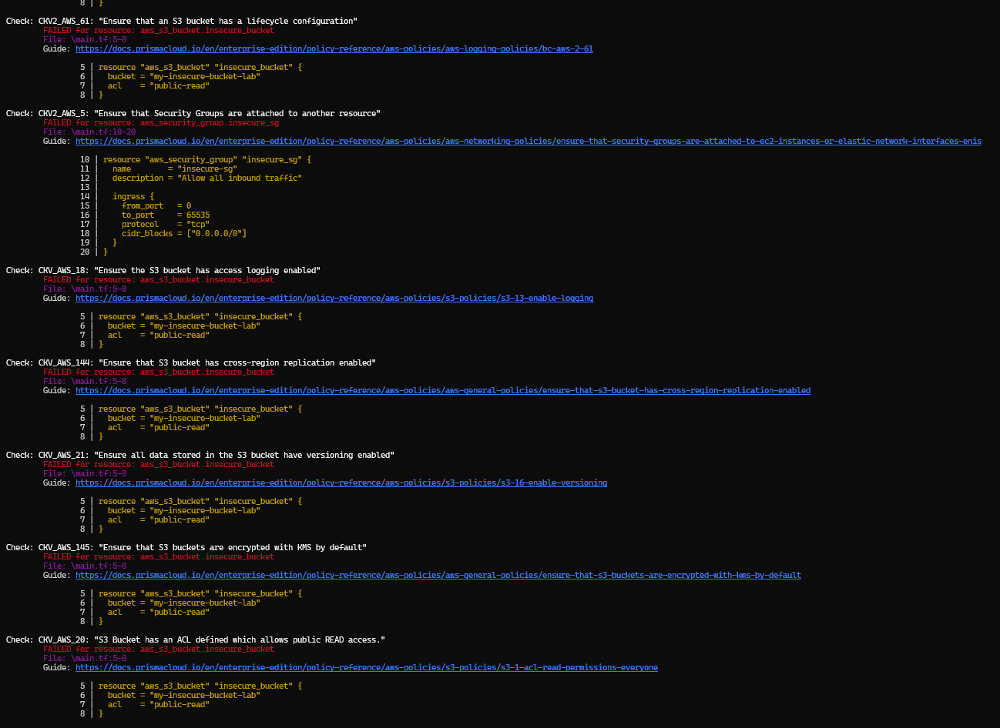 8 | }
Check: CKV2_AWS_61: "Ensure that an S3 bucket has a lifecycle configuration"
FAILED for resource: aws_s3_bucket.insecure_bucket
File: \main.tf:5-8
Guide: https://docs.prismacloud.io/en/enterprise-edition/policy-reference/aws-policies/aws-logging-policies/bc-aws-2-61
5 | resource "aws_s3_bucket" "insecure_bucket" {
6 |   bucket = "my-insecure-bucket-lab"
7 |   acl    = "public-read"
8 | }
Check: CKV2_AWS_5: "Ensure that Security Groups are attached to another resource"
FAILED for resource: aws_security_group.insecure_sg
File: \main.tf:10-20
Guide: https://docs.prismacloud.io/en/enterprise-edition/policy-reference/aws-policies/aws-networking-policies/ensure-that-security-groups-are-attached-to-ec2-instances-or-elastic-network-interfaces-enis
10 | resource "aws_security_group" "insecure_sg" {
11 |   name        = "insecure-sg"
12 |   description = "Allow all inbound traffic"
13 |
14 |   ingress {
15 |     from_port   = 0
16 |     to_port     = 65535
17 |     protocol    = "tcp"
18 |     cidr_blocks = ["0.0.0.0/0"]
19 |   }
20 | }
Check: CKV_AWS_18: "Ensure the S3 bucket has access logging enabled"
FAILED for resource: aws_s3_bucket.insecure_bucket
File: \main.tf:5-8
Guide: https://docs.prismacloud.io/en/enterprise-edition/policy-reference/aws-policies/s3-policies/s3-13-enable-logging
5 | resource "aws_s3_bucket" "insecure_bucket" {
6 |   bucket = "my-insecure-bucket-lab"
7 |   acl    = "public-read"
8 | }
Check: CKV_AWS_144: "Ensure that S3 bucket has cross-region replication enabled"
FAILED for resource: aws_s3_bucket.insecure_bucket
File: \main.tf:5-8
Guide: https://docs.prismacloud.io/en/enterprise-edition/policy-reference/aws-policies/aws-general-policies/ensure-that-s3-bucket-has-cross-region-replication-enabled
5 | resource "aws_s3_bucket" "insecure_bucket" {
6 |   bucket = "my-insecure-bucket-lab"
7 |   acl    = "public-read"
8 | }
Check: CKV_AWS_21: "Ensure all data stored in the S3 bucket have versioning enabled"
FAILED for resource: aws_s3_bucket.insecure_bucket
File: \main.tf:5-8
Guide: https://docs.prismacloud.io/en/enterprise-edition/policy-reference/aws-policies/s3-policies/s3-16-enable-versioning
5 | resource "aws_s3_bucket" "insecure_bucket" {
6 |   bucket = "my-insecure-bucket-lab"
7 |   acl    = "public-read"
8 | }
Check: CKV_AWS_145: "Ensure that S3 buckets are encrypted with KMS by default"
FAILED for resource: aws_s3_bucket.insecure_bucket
File: \main.tf:5-8
Guide: https://docs.prismacloud.io/en/enterprise-edition/policy-reference/aws-policies/aws-general-policies/ensure-that-s3-buckets-are-encrypted-with-kms-by-default
5 | resource "aws_s3_bucket" "insecure_bucket" {
6 |   bucket = "my-insecure-bucket-lab"
7 |   acl    = "public-read"
8 | }
Check: CKV_AWS_20: "S3 Bucket has an ACL defined which allows public READ access."
FAILED for resource: aws_s3_bucket.insecure_bucket
File: \main.tf:5-8
Guide: https://docs.prismacloud.io/en/enterprise-edition/policy-reference/aws-policies/s3-policies/s3-1-acl-read-permissions-everyone
5 | resource "aws_s3_bucket" "insecure_bucket" {
6 |   bucket = "my-insecure-bucket-lab"
7 |   acl    = "public-read"
8 | }